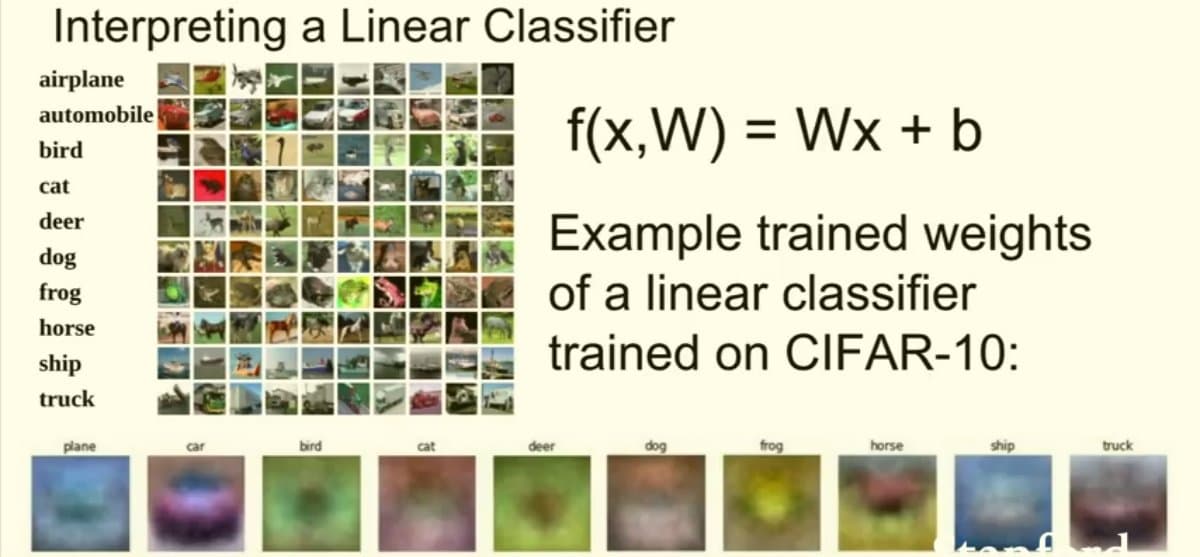 Interpreting a Linear Classifier
airplane
automobile
bird
cat
deer
dog
frog
horse
ship
truck
f(x,W) = Wx + b
Example trained weights
of a linear classifier
trained on CIFAR-10:
plane car bird cat deer dog frog horse ship truck
Stanford